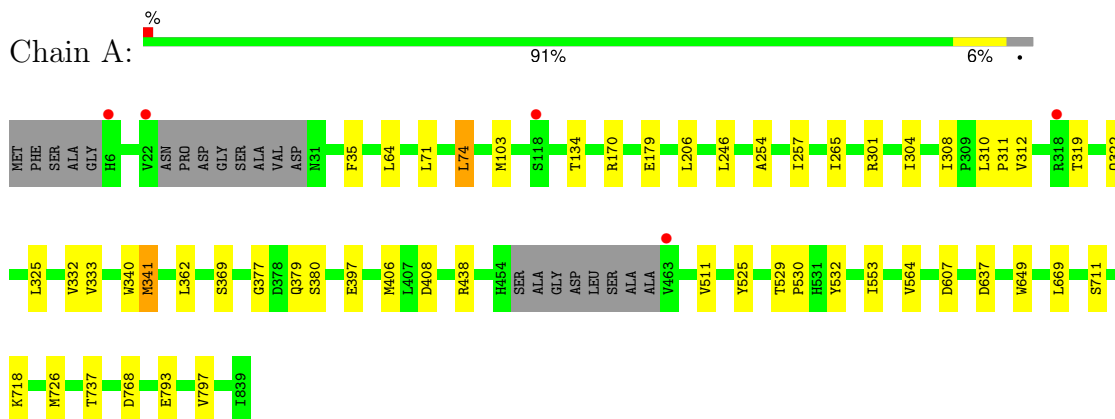 %
Chain A:
91% 6% •
MET PHE SER ALA GLY H6 V22 ASN PRO ASP GLY SER ALA VAL ASP N31 F35 L64 L71 L74 M103 S118 T134 R170 E179 L206 L246 A254 I257 I265 R301 I304 I308 P309 L310 P311 V312 R318 T319
L325 V332 V333 W340 M341 L362 S369 G377 D378 Q379 S380 E397 M406 L407 D408 R438 H454 SER ALA GLY ASP LEU SER ALA ALA V463 V511 Y525 T529 P530 H531 Y532 I553 V564 D607 D637 W649 L669 S711
K718 M726 T737 D768 E793 V797 I839